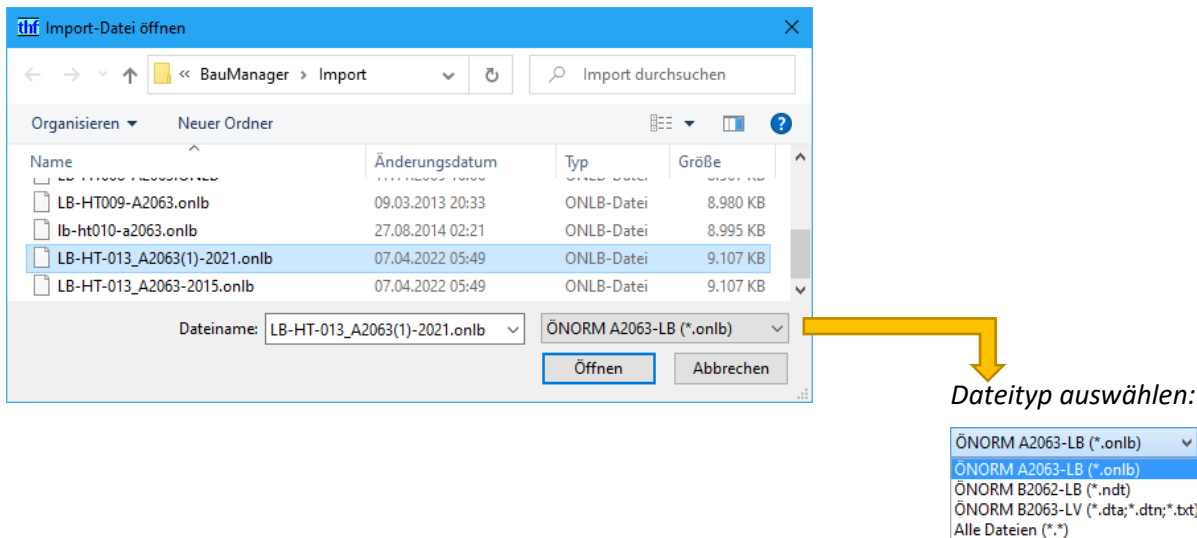 thf Import-Datei öffnen
« BauManager › Import
Import durchsuchen
Organisieren
Neuer Ordner
Name Änderungsdatum Typ Größe
LB-HT009-A2063.onlb 09.03.2013 20:33 ONLB-Datei 8.980 KB
lb-ht010-a2063.onlb 27.08.2014 02:21 ONLB-Datei 8.995 KB
LB-HT-013_A2063(1)-2021.onlb 07.04.2022 05:49 ONLB-Datei 9.107 KB
LB-HT-013_A2063-2015.onlb 07.04.2022 05:49 ONLB-Datei 9.107 KB
Dateiname: LB-HT-013_A2063(1)-2021.onlb ÖNORM A2063-LB (*.onlb)
Öffnen Abbrechen
Dateityp auswählen:
ÖNORM A2063-LB (*.onlb)
ÖNORM A2063-LB (*.onlb)
ÖNORM B2062-LB (*.ndt)
ÖNORM B2063-LV (*.dta;*.dtn;*.txt)
Alle Dateien (*.*)